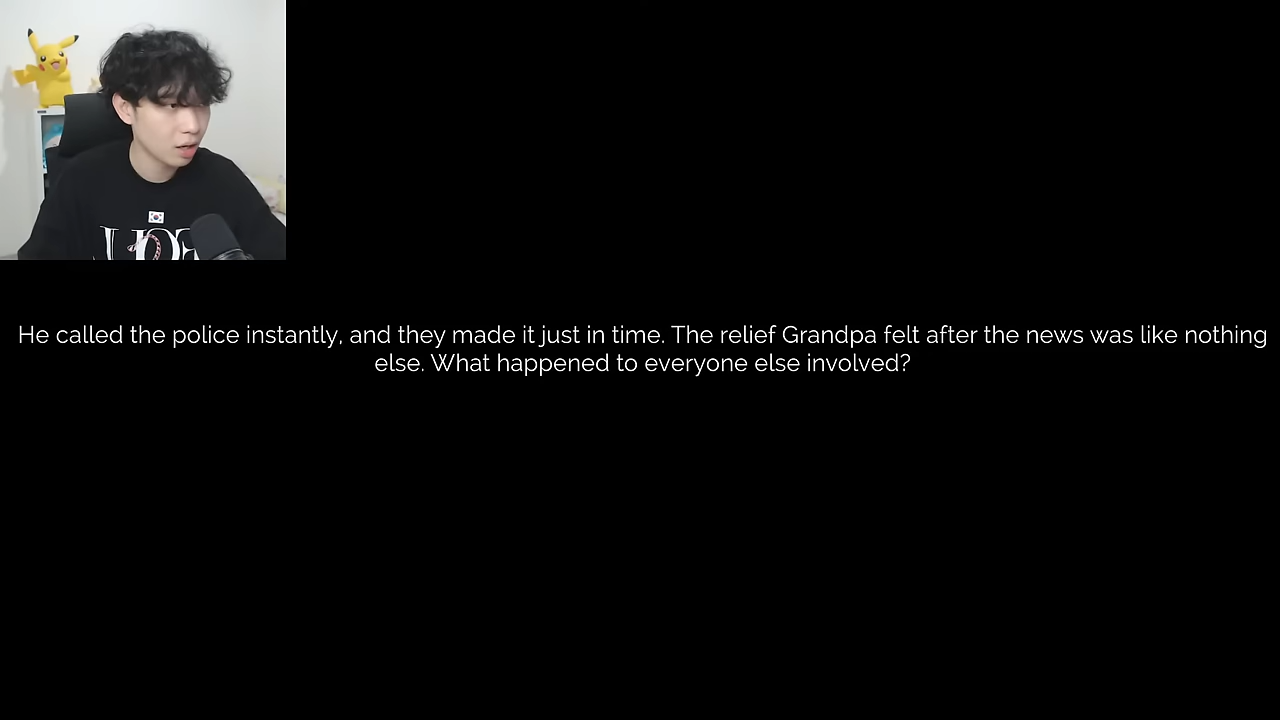 He called the police instantly, and they made it just in time. The relief Grandpa felt after the news was like nothing
else. What happened to everyone else involved?